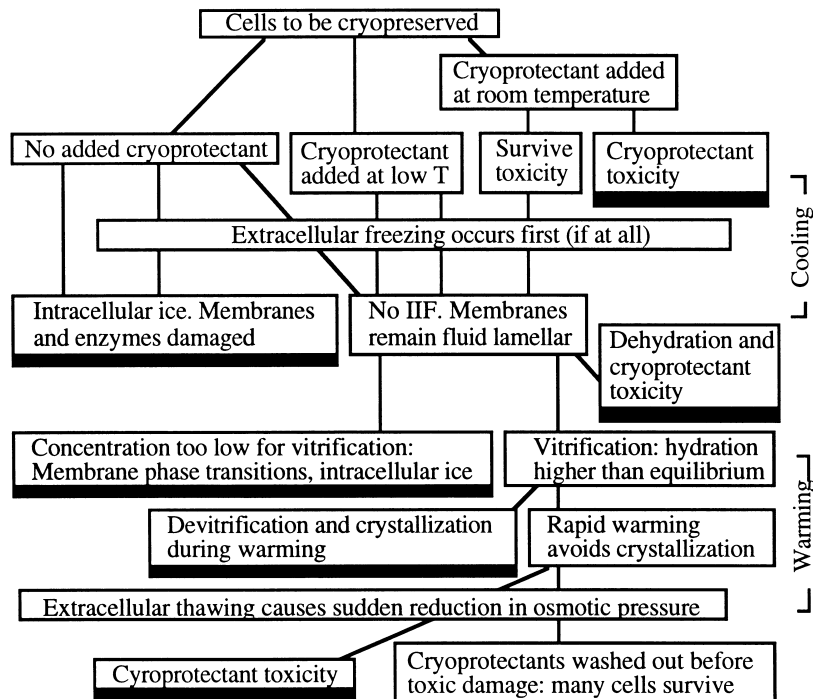 Cells to be cryopreserved
Cryoprotectant added
at room temperature
No added cryoprotectant
Cryoprotectant
added at low T
Survive
toxicity
Cryoprotectant
toxicity
Cooling
Extracellular freezing occurs first (if at all)
Intracellular ice. Membranes
and enzymes damaged
No IIF. Membranes
remain fluid lamellar
Dehydration and
cryoprotectant
toxicity
Concentration too low for vitrification:
Membrane phase transitions, intracellular ice
Vitrification: hydration
higher than equilibrium
Warming
Devitrification and crystallization
during warming
Rapid warming
avoids crystallization
Extracellular thawing causes sudden reduction in osmotic pressure
Cyroprotectant toxicity
Cryoprotectants washed out before
toxic damage: many cells survive